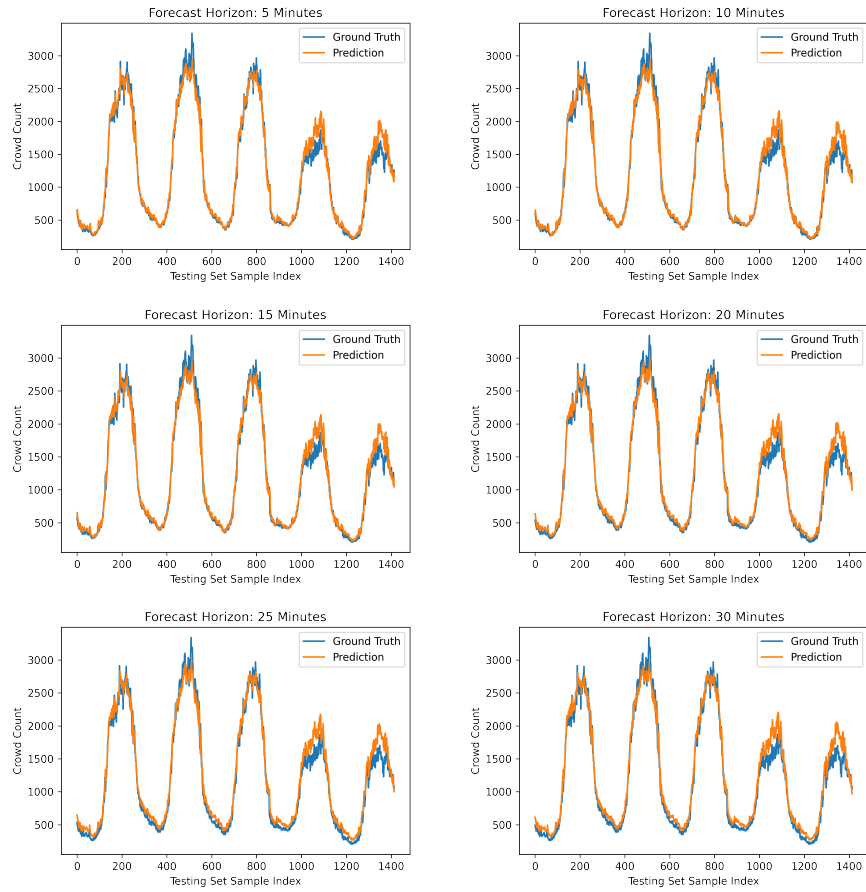 Forecast Horizon: 5 Minutes
Crowd Count
3000
2500
2000
1500
1000
500
Ground Truth
Prediction
0 200 400 600 800 1000 1200 1400
Testing Set Sample Index
Forecast Horizon: 10 Minutes
Crowd Count
3000
2500
2000
1500
1000
500
Ground Truth
Prediction
0 200 400 600 800 1000 1200 1400
Testing Set Sample Index
Forecast Horizon: 15 Minutes
Crowd Count
3000
2500
2000
1500
1000
500
Ground Truth
Prediction
0 200 400 600 800 1000 1200 1400
Testing Set Sample Index
Forecast Horizon: 20 Minutes
Crowd Count
3000
2500
2000
1500
1000
500
Ground Truth
Prediction
0 200 400 600 800 1000 1200 1400
Testing Set Sample Index
Forecast Horizon: 25 Minutes
Crowd Count
3000
2500
2000
1500
1000
500
Ground Truth
Prediction
0 200 400 600 800 1000 1200 1400
Testing Set Sample Index
Forecast Horizon: 30 Minutes
Crowd Count
3000
2500
2000
1500
1000
500
Ground Truth
Prediction
0 200 400 600 800 1000 1200 1400
Testing Set Sample Index